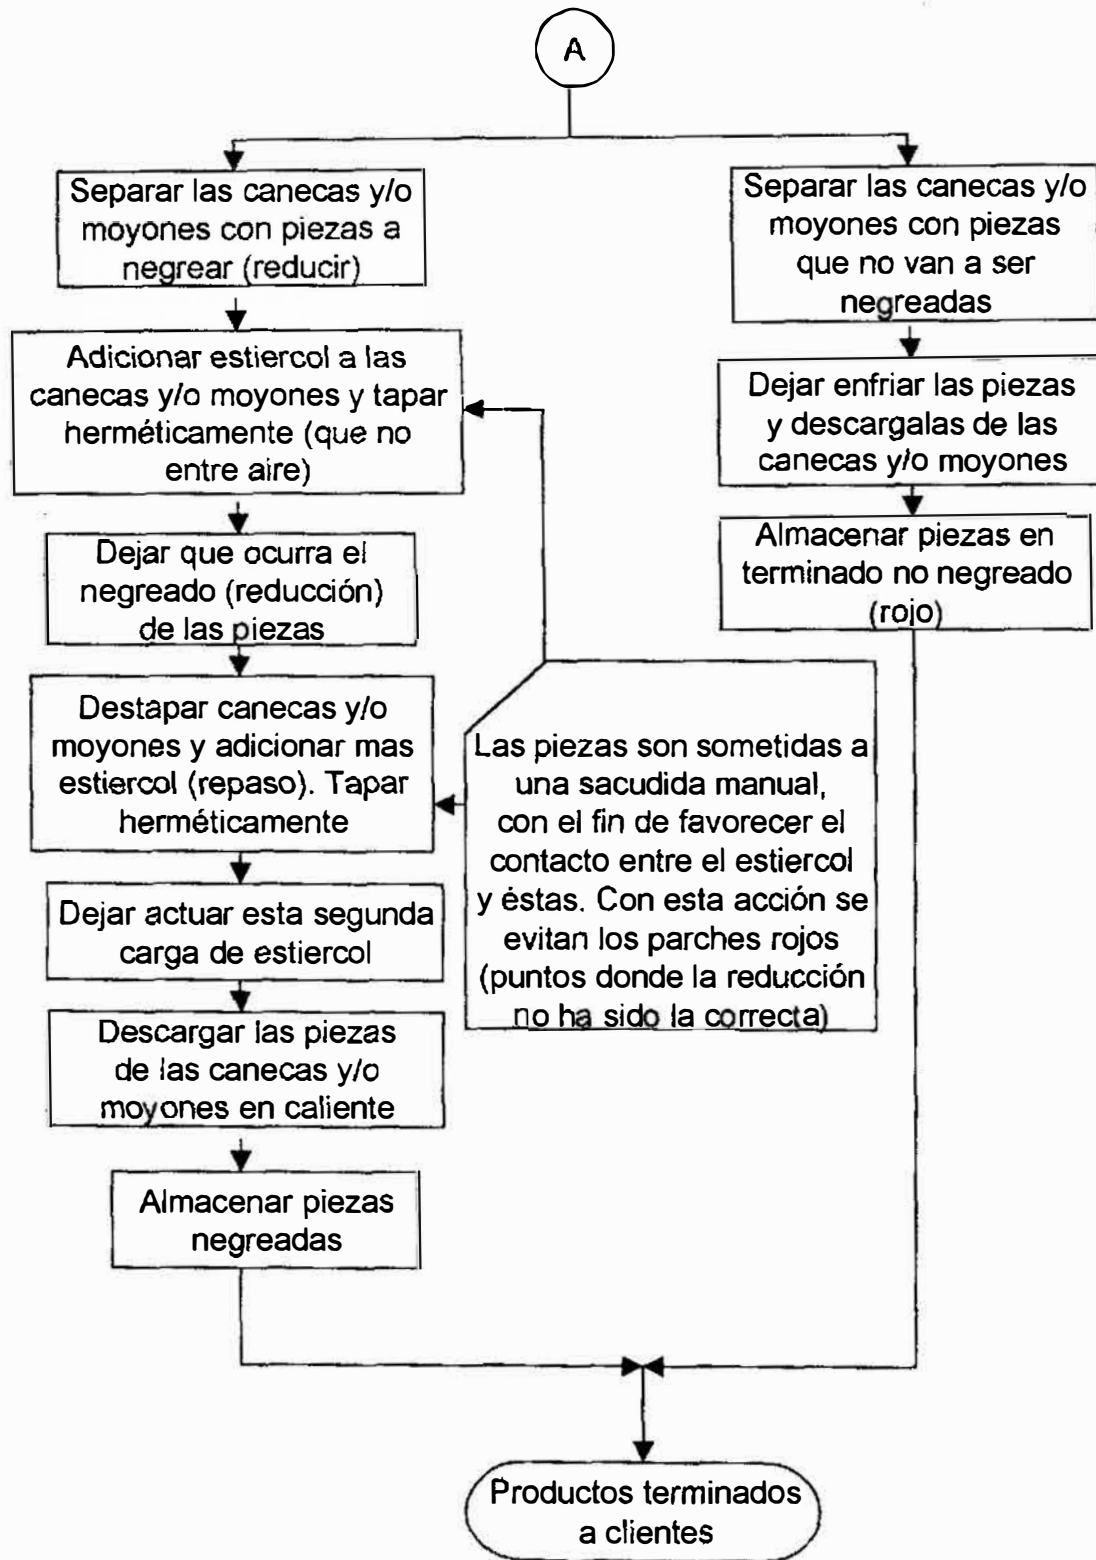 A
Separar las canecas y/o
moyones con piezas a
negrear (reducir)
Adicionar estiercol a las
canecas y/o moyones y tapar
herméticamente (que no
entre aire)
Dejar que ocurra el
negreado (reducción)
de las piezas
Destapar canecas y/o
moyones y adicionar mas
estiercol (repaso). Tapar
herméticamente
Dejar actuar esta segunda
carga de estiercol
Descargar las piezas
de las canecas y/o
moyones en caliente
Almacenar piezas
negreadas
Las piezas son sometidas a
una sacudida manual,
con el fin de favorecer el
contacto entre el estiercol
y éstas. Con esta acción se
evitan los parches rojos
(puntos donde la reducción
no ha sido la correcta)
Separar las canecas y/o
moyones con piezas
que no van a ser
negreadas
Dejar enfriar las piezas
y descargalas de las
canecas y/o moyones
Almacenar piezas en
terminado no negreado
(rojo)
Productos terminados
a clientes